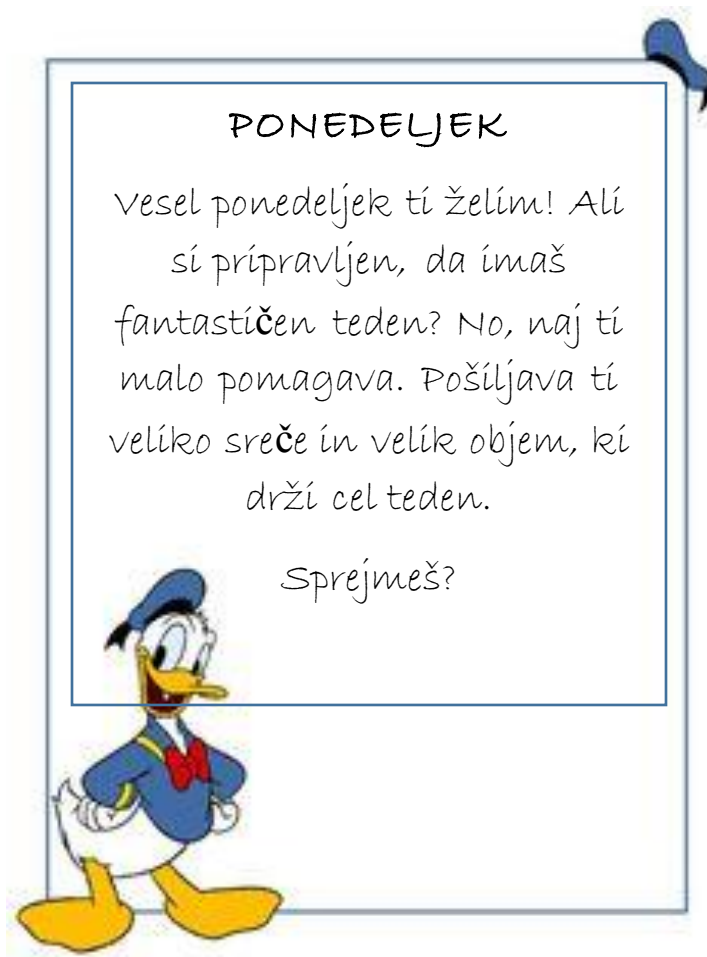 PONEDELJEK
Vesel ponedeljek ti želim! Ali
si pripravljen, da imaš
fantastičen teden? No, naj ti
malo pomagava. Pošiljava ti
veliko sreče in velik objem, ki
drži cel teden.
Sprejmeš?